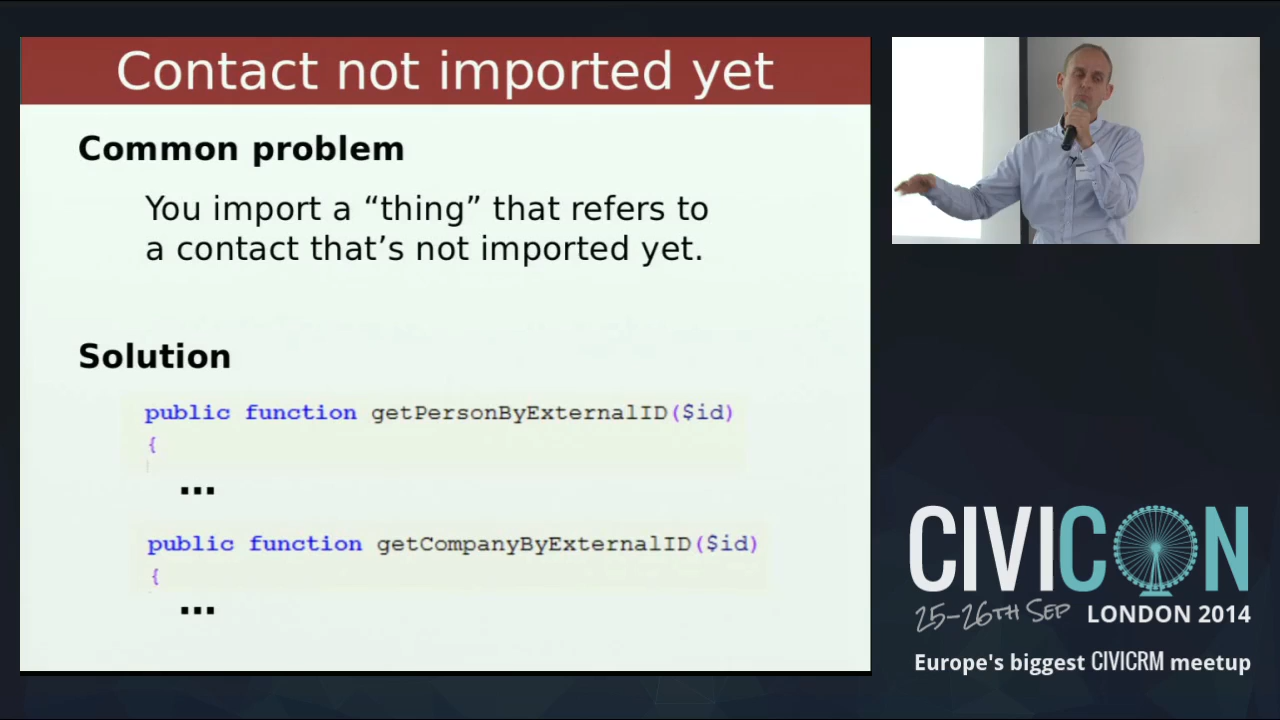 Contact not imported yet
Common problem
You import a “thing” that refers to
a contact that’s not imported yet.
Solution
public function getPersonByExternalID($id)
{
...
public function getCompanyByExternalID($id)
{
...
CIVICON
25-26TH SEP LONDON 2014
Europe's biggest CIVICRM meetup